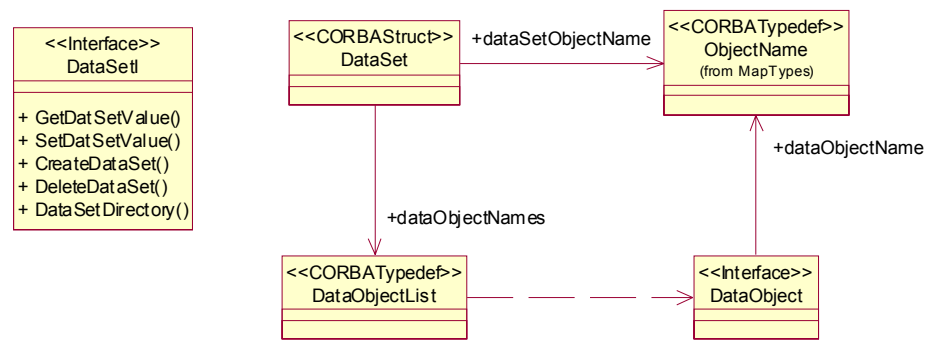 <<Interface>>
DataSetI
+ GetDatSetValue()
+ SetDatSetValue()
+ CreateDataSet()
+ DeleteDataSet()
+ DataSetDirectory()
<<CORBAStruct>>
DataSet
+dataSetObjectName
<<CORBATypedef>>
ObjectName
(from MapTypes)
+dataObjectName
+dataObjectNames
<<CORBATypedef>>
DataObjectList
<<Interface>>
DataObject